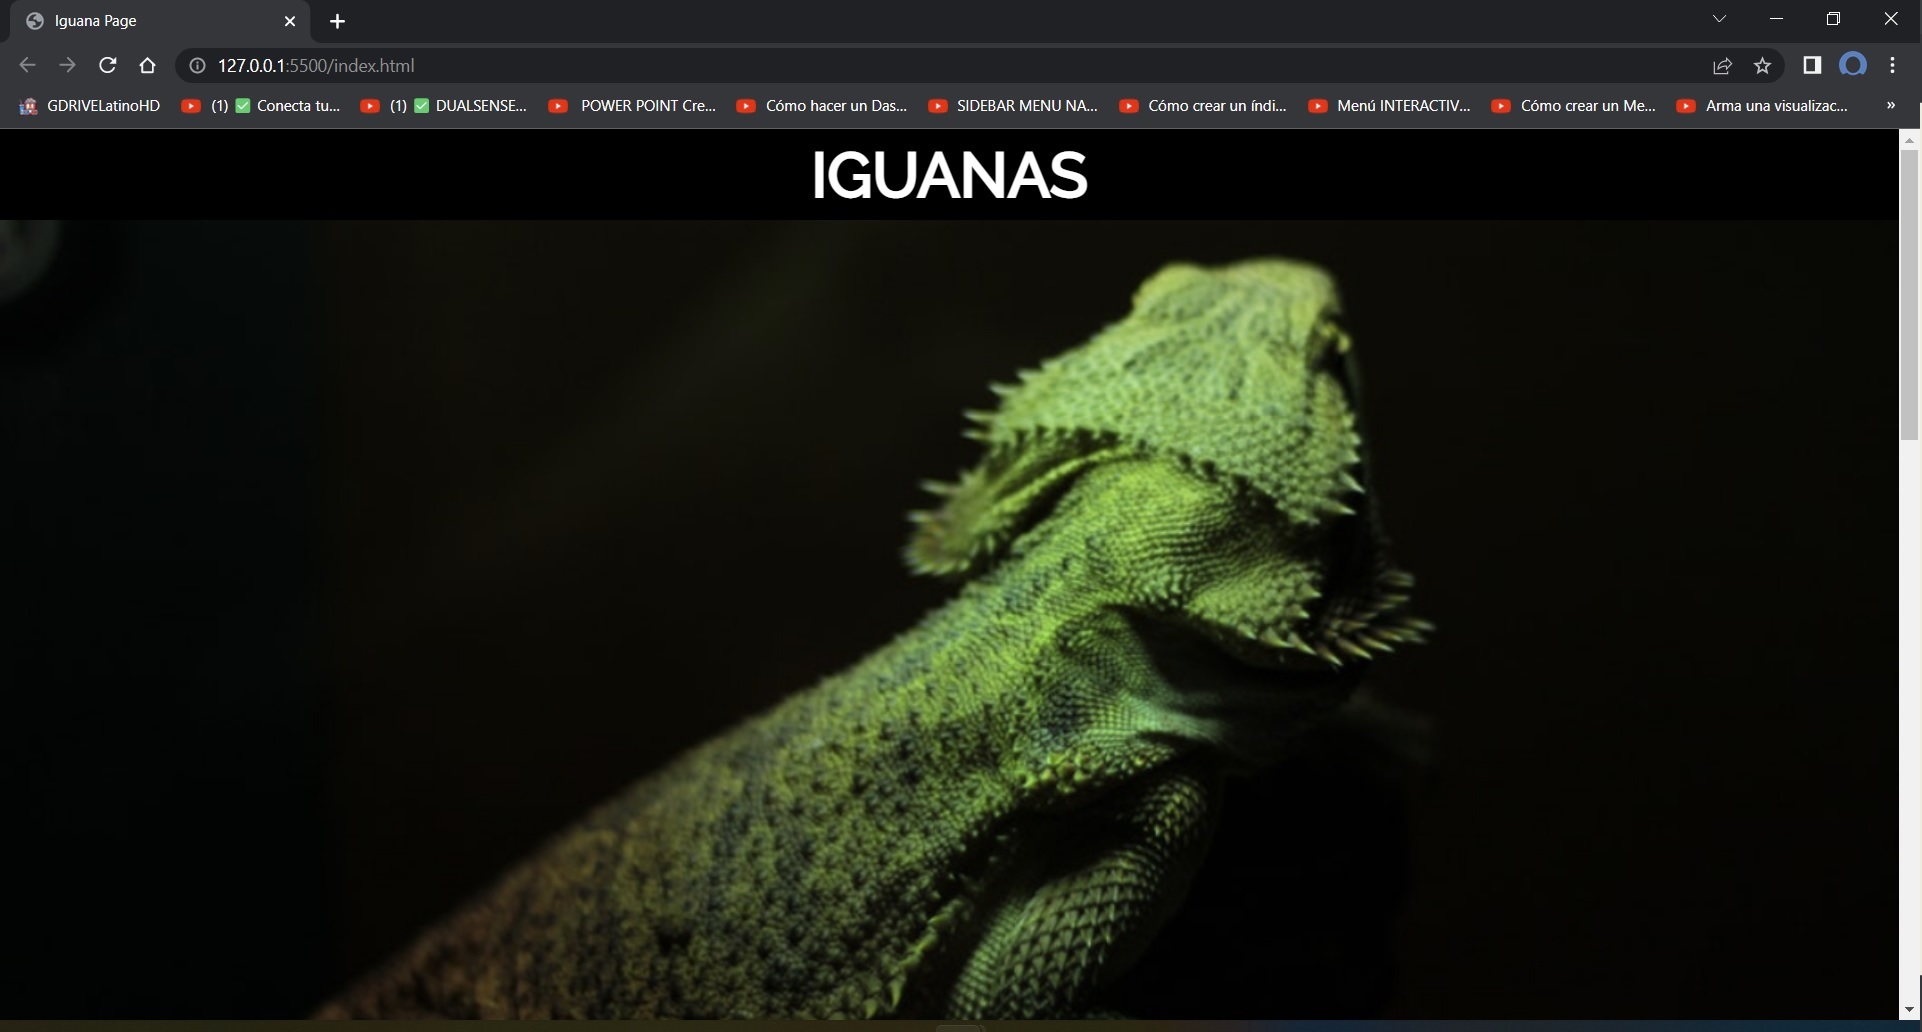 Iguana Page
127.0.0.1:5500/index.html
GDRIVELatinoHD (1) ✅ Conecta tu... (1) ✅ DUALSENSE... POWER POINT Cre... Cómo hacer un Das... SIDEBAR MENU NA... Cómo crear un índi... Menú INTERACTIV... Cómo crear un Me... Arma una visualizac... »
IGUANAS